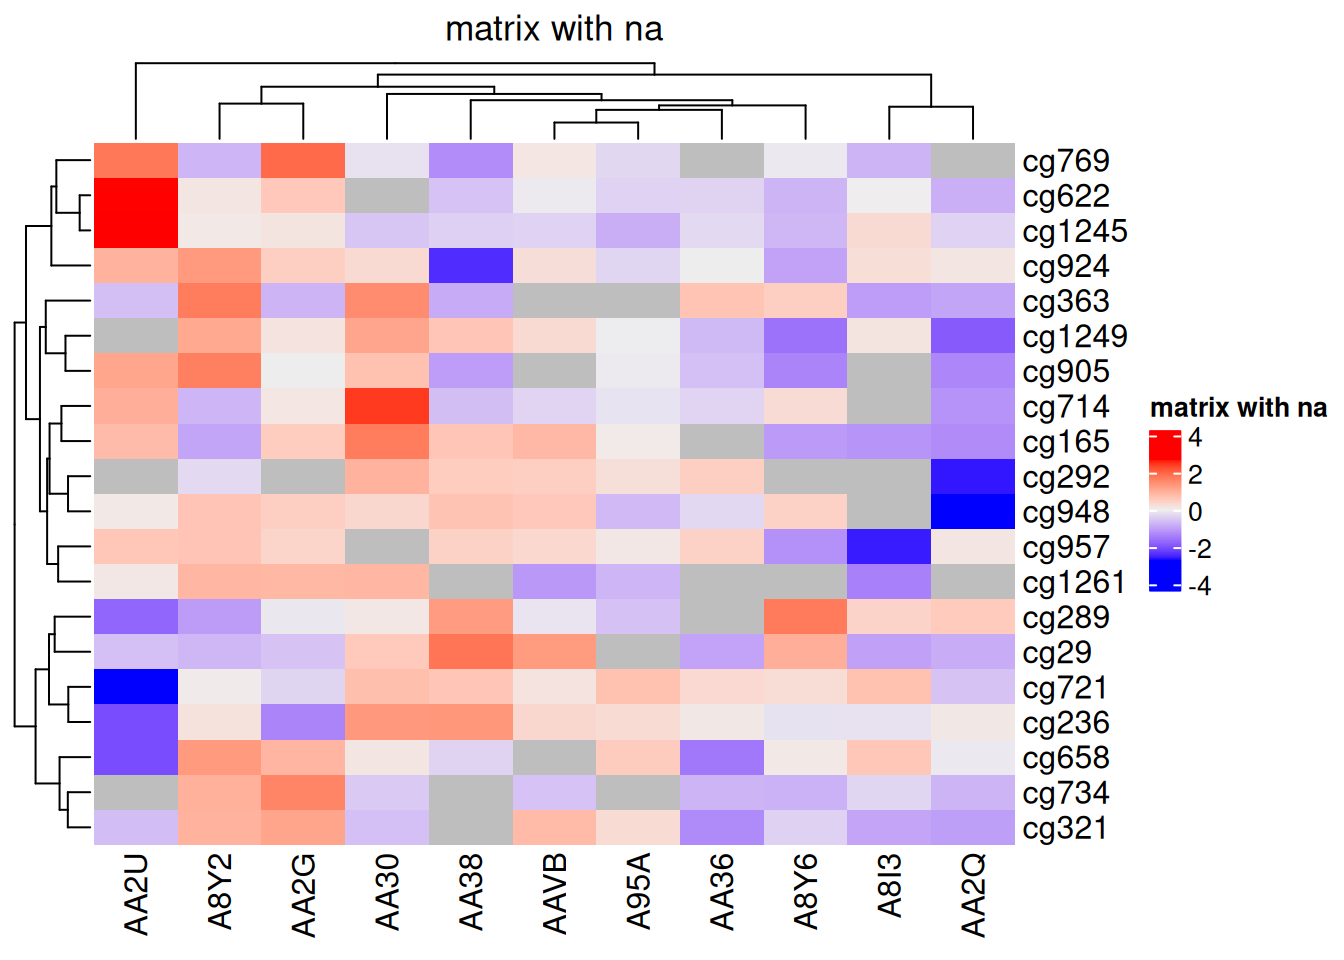 matrix with na
cg769
cg622
cg1245
cg924
cg363
cg1249
cg905
cg714
cg165
cg292
cg948
cg957
cg1261
cg289
cg29
cg721
cg236
cg658
cg734
cg321
matrix with na
4
2
0
-2
-4
AA2U
A8Y2
AA2G
AA30
AA38
AAVB
A95A
AA36
A8Y6
A8I3
AA2Q